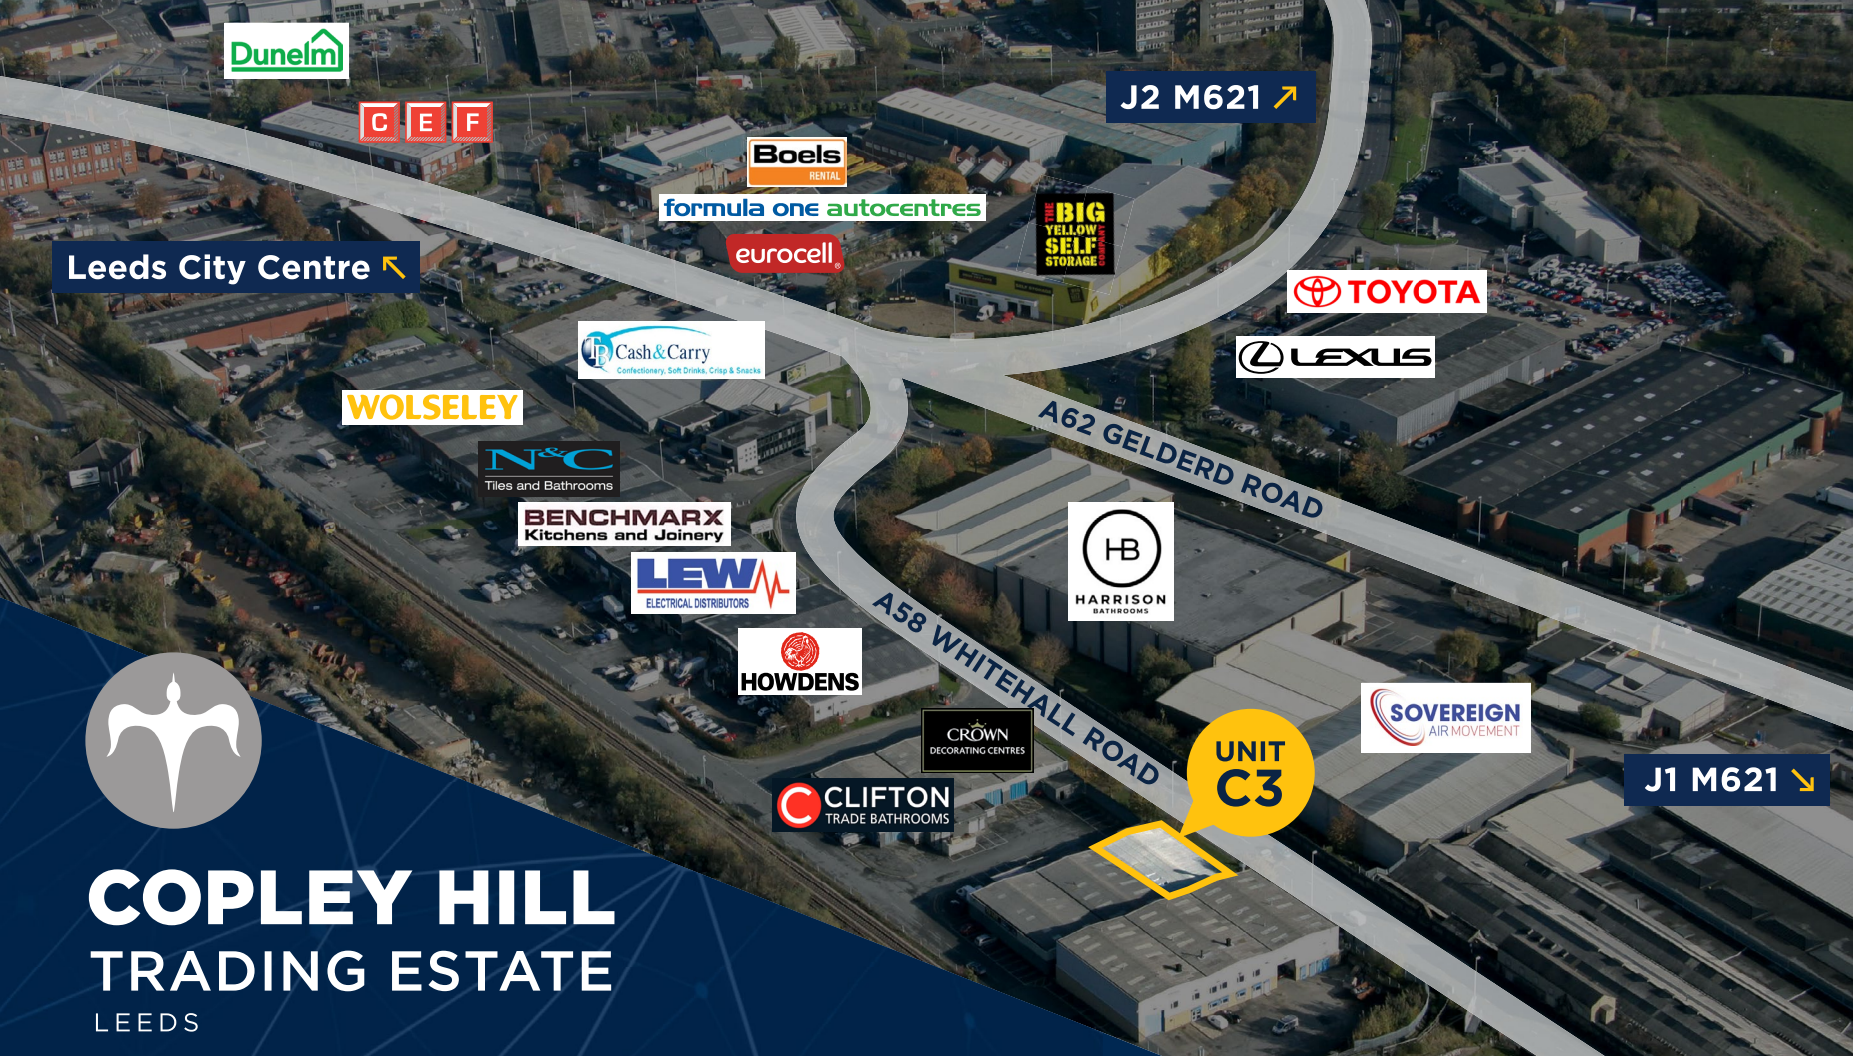 Dunelm
C E F
J2 M621
Boels
RENTAL
formula one autocentres
eurocell
THE BIG
YELLOW
SELF
STORAGE
COMPANY
Leeds City Centre
TOYOTA
LEXUS
TB Cash&Carry
Confectionery, Soft Drinks, Crisp & Snacks
WOLSELEY
N&C
Tiles and Bathrooms
BENCHMARX
Kitchens and Joinery
LEW
ELECTRICAL DISTRIBUTORS
HOWDENS
A62 GELDERD ROAD
HB
HARRISON
BATHROOMS
A58 WHITEHALL ROAD
CROWN
DECORATING CENTRES
C CLIFTON
TRADE BATHROOMS
UNIT
C3
SOVEREIGN
AIR MOVEMENT
J1 M621
COPLEY HILL
TRADING ESTATE
LEEDS